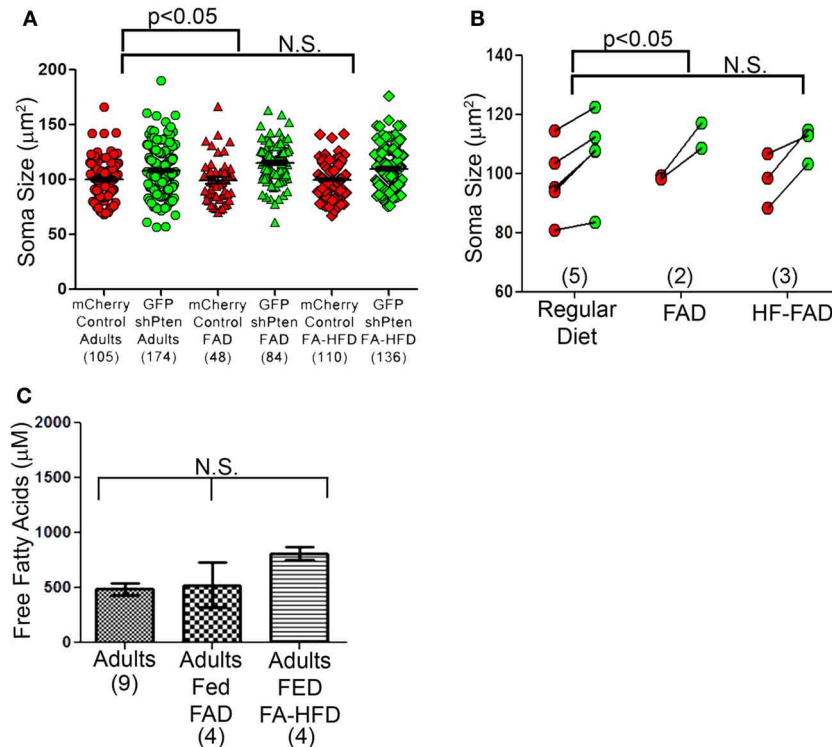 A
p<0.05
N.S.
Soma Size (μm²)
200
150
100
50
0
mCherry Control Adults (105)
GFP shPten Adults (174)
mCherry Control FAD (48)
GFP shPten FAD (84)
mCherry Control FA-HFD (110)
GFP shPten FA-HFD (136)
B
p<0.05
N.S.
Soma Size (μm²)
140
120
100
80
60
(5)
(2)
(3)
Regular Diet
FAD
HF-FAD
C
N.S.
Free Fatty Acids (μM)
2000
1500
1000
500
0
Adults (9)
Adults Fed FAD (4)
Adults FED FA-HFD (4)